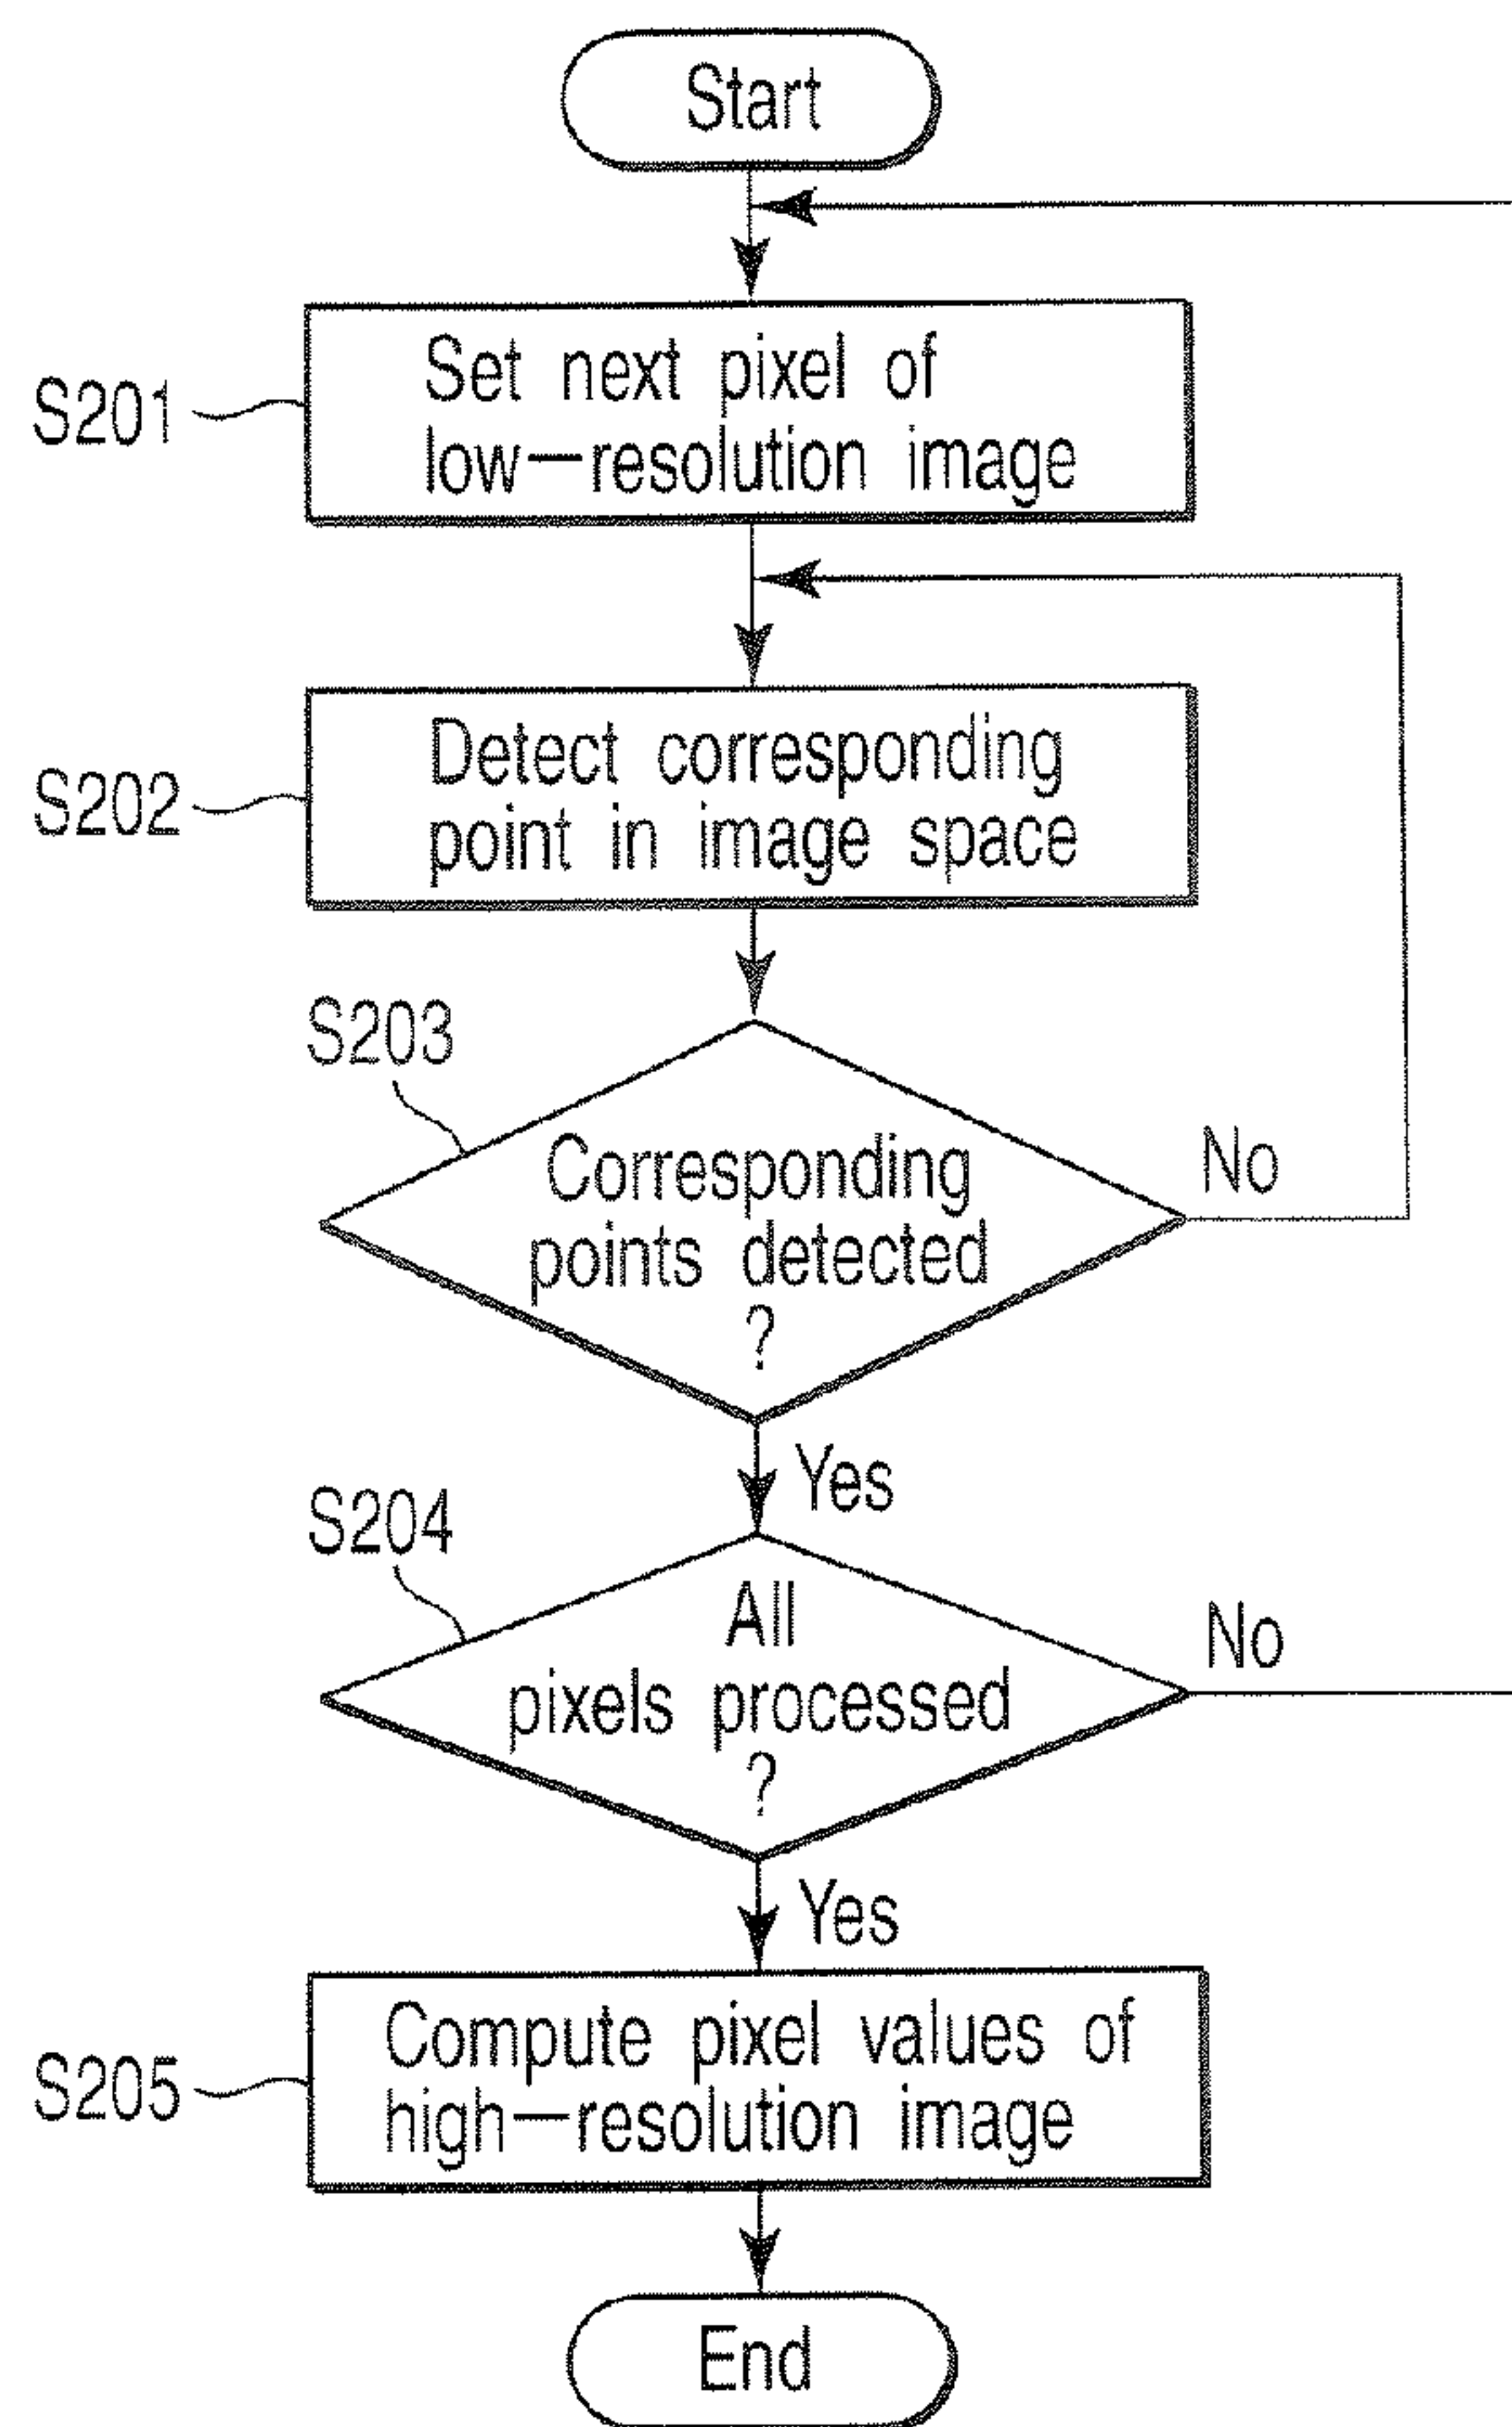 Start
S201
Set next pixel of
low-resolution image
S202
Detect corresponding
point in image space
S203
Corresponding
points detected
?
No
Yes
S204
All
pixels processed
?
No
Yes
S205
Compute pixel values of
high-resolution image
End